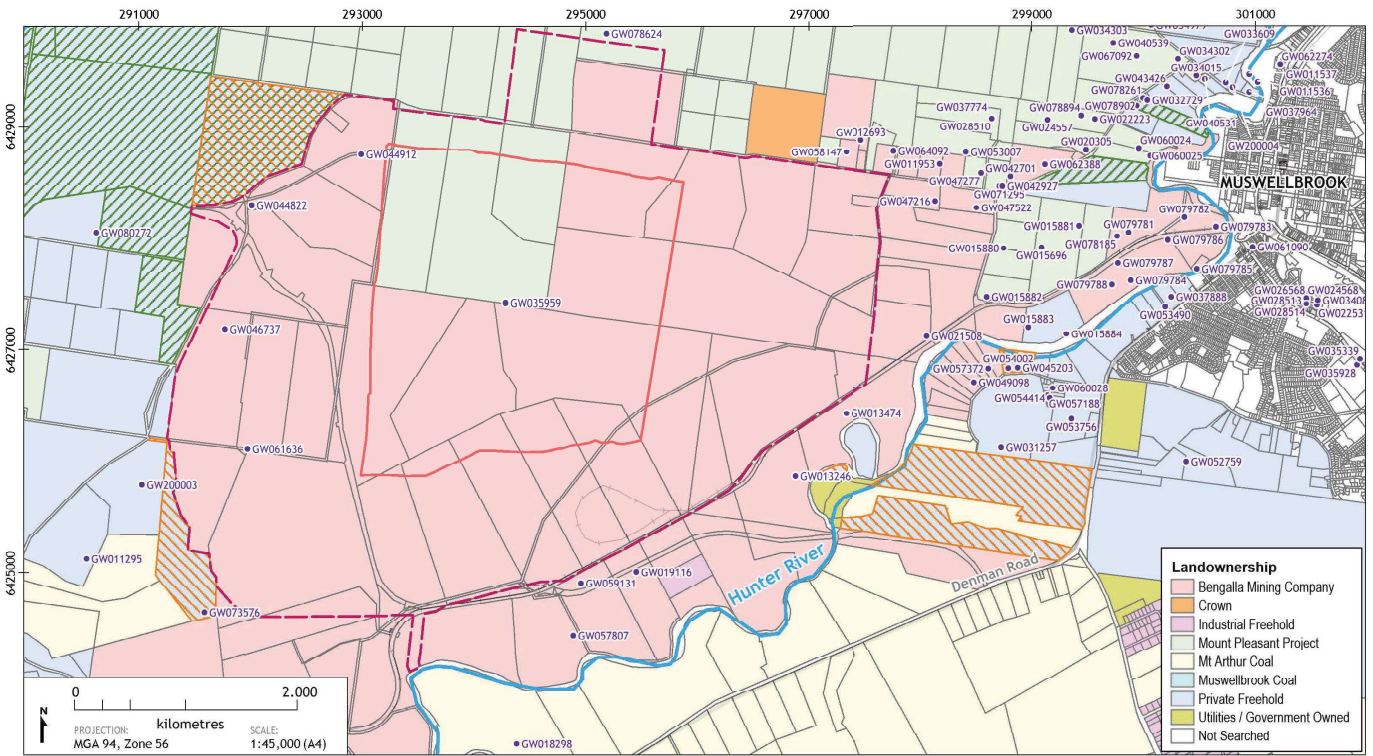 291000
293000
295000
297000
299000
301000
6429000
6427000
6425000
GW078624
GW034303
GW033609
GW040539
GW034302
GW067092
GW062274
GW034015
GW011537
GW043426
GW078261
GW011536
GW032729
GW037774
GW078894
GW078902
GW037964
GW028510
GW024557
GW022223
GW040531
GW012693
GW058147
GW064092
GW053007
GW020305
GW060024
GW200004
GW060025
GW044912
GW011953
GW062388
GW042701
GW047277
GW042927
GW071295
MUSWELLBROOK
GW044822
GW047216
GW047522
GW079782
GW080272
GW015881
GW079781
GW079783
GW078185
GW079786
GW015880
GW015696
GW061090
GW079787
GW079785
GW079788
GW079784
GW035959
GW015882
GW037888
GW026568
GW024568
GW028513
GW028514
GW053490
GW046737
GW015883
GW015884
GW021508
GW054002
GW035339
GW057372
GW045203
GW035928
GW049098
GW060028
GW054414
GW057188
GW013474
GW053756
GW061636
GW031257
GW052759
GW200003
GW013246
GW011295
GW019116
GW059131
Hunter River
Denman Road
GW073576
GW057807
GW018298
Landownership
Bengalla Mining Company
Crown
Industrial Freehold
Mount Pleasant Project
Mt Arthur Coal
Muswellbrook Coal
Private Freehold
Utilities / Government Owned
Not Searched
0
2.000
kilometres
N
PROJECTION:
MGA 94, Zone 56
SCALE:
1:45,000 (A4)